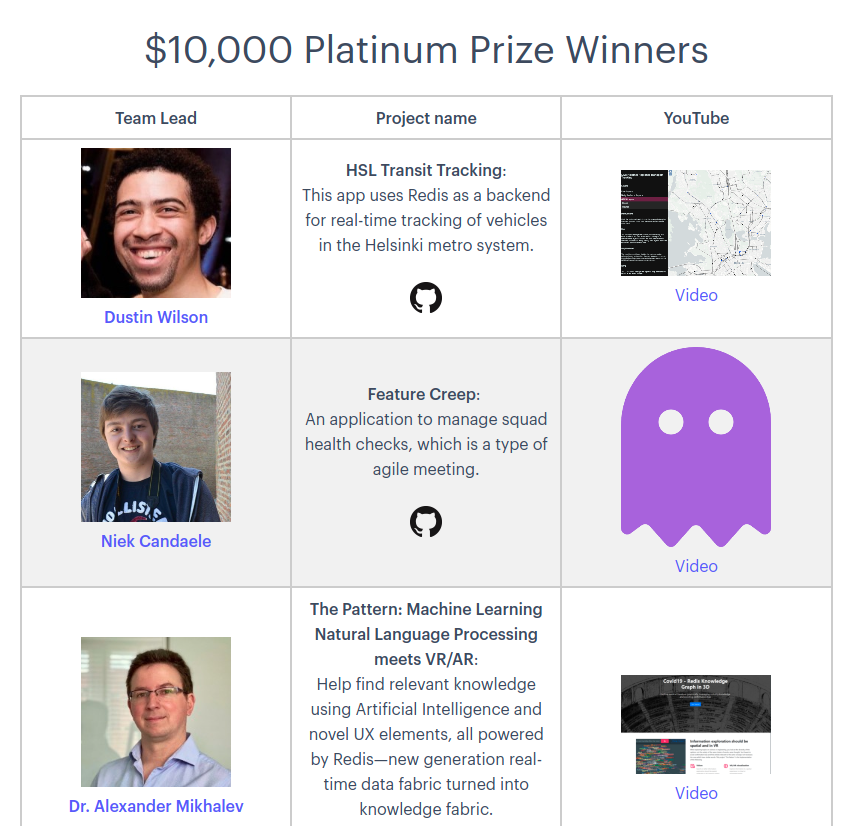 $10,000 Platinum Prize Winners
Team Lead
Project name
YouTube
Dustin Wilson
HSL Transit Tracking:
This app uses Redis as a backend
for real-time tracking of vehicles
in the Helsinki metro system.
Video
Niek Candaele
Feature Creep:
An application to manage squad
health checks, which is a type of
agile meeting.
Video
Dr. Alexander Mikhalev
The Pattern: Machine Learning
Natural Language Processing
meets VR/AR:
Help find relevant knowledge
using Artificial Intelligence and
novel UX elements, all powered
by Redis—new generation real-
time data fabric turned into
knowledge fabric.
Covid19 - Redis Knowledge
Graph in 3D
Information exploration should be
spatial and in VR
Video